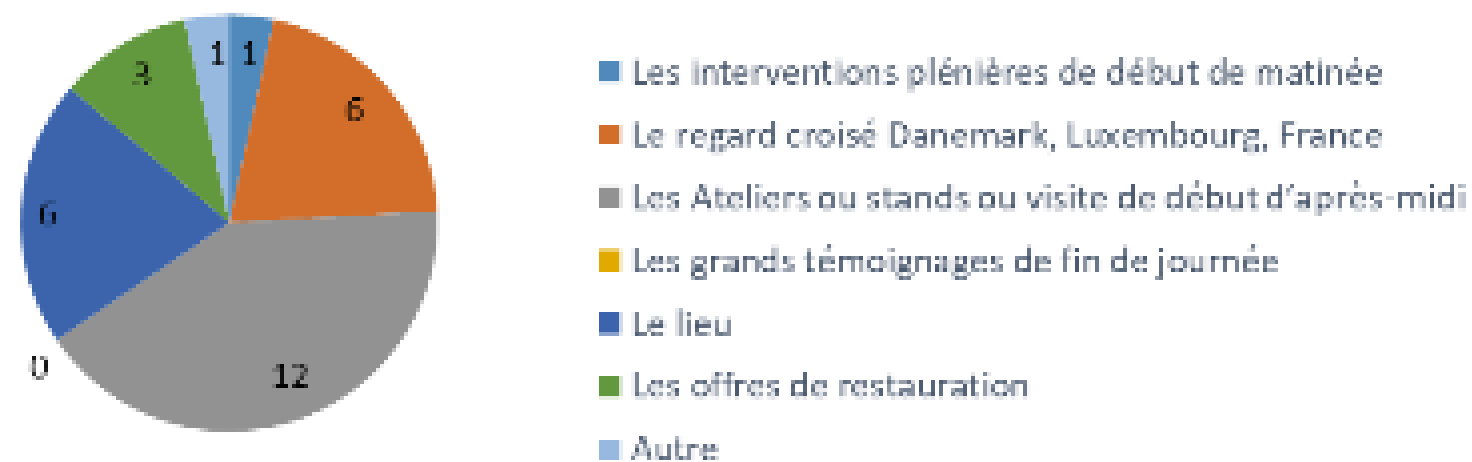 1 1
3
6
6
0
12
Les interventions plénières de début de matinée
Le regard croisé Danemark, Luxembourg, France
Les Ateliers ou stands ou visite de début d'après-midi
Les grands témoignages de fin de journée
Le lieu
Les offres de restauration
Autre